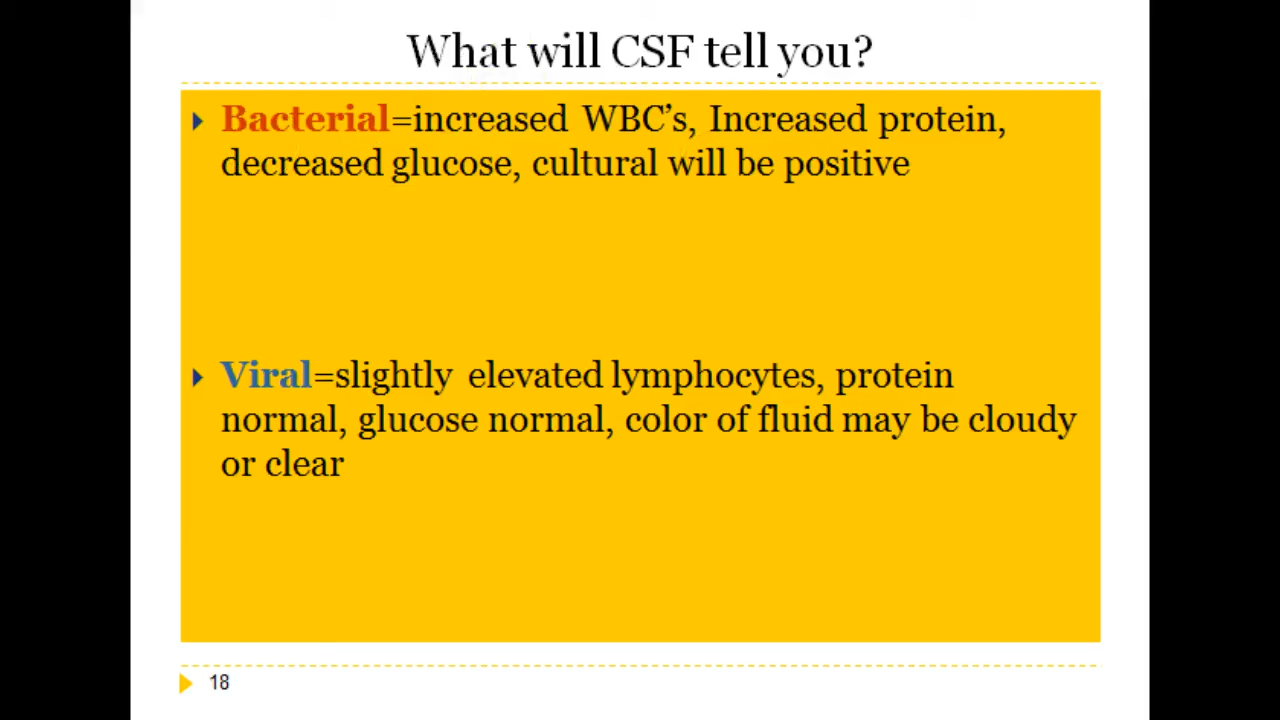 What will CSF tell you?
Bacterial=increased WBC’s, Increased protein,
decreased glucose, cultural will be positive
Viral=slightly elevated lymphocytes, protein
normal, glucose normal, color of fluid may be cloudy
or clear
18